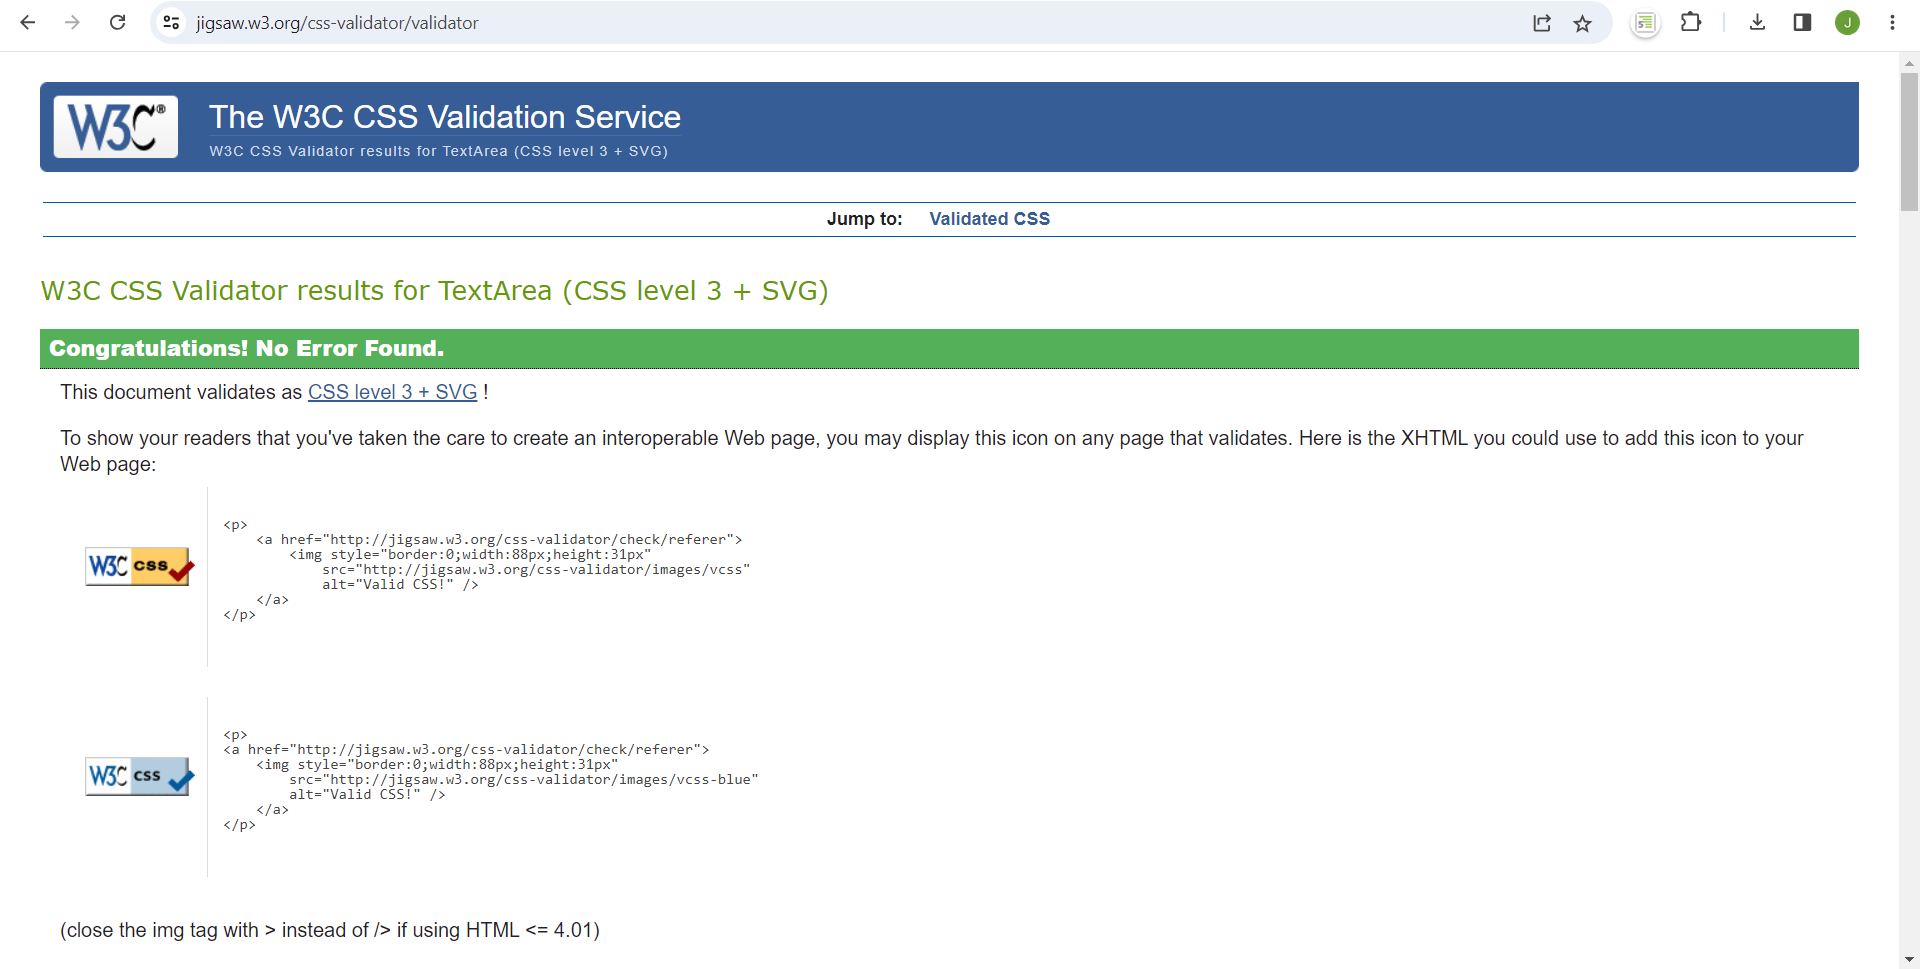 jigsaw.w3.org/css-validator/validator
J
W3C®
The W3C CSS Validation Service
W3C CSS Validator results for TextArea (CSS level 3 + SVG)
Jump to: Validated CSS
W3C CSS Validator results for TextArea (CSS level 3 + SVG)
Congratulations! No Error Found.
This document validates as CSS level 3 + SVG !
To show your readers that you've taken the care to create an interoperable Web page, you may display this icon on any page that validates. Here is the XHTML you could use to add this icon to your
Web page:
W3C css
<p>
<a href="http://jigsaw.w3.org/css-validator/check/referer">
<img style="border:0;width:88px;height:31px"
src="http://jigsaw.w3.org/css-validator/images/vcss"
alt="Valid CSS!" />
</a>
</p>
W3C css
<p>
<a href="http://jigsaw.w3.org/css-validator/check/referer">
<img style="border:0;width:88px;height:31px"
src="http://jigsaw.w3.org/css-validator/images/vcss-blue"
alt="Valid CSS!" />
</a>
</p>
(close the img tag with > instead of /> if using HTML <= 4.01)